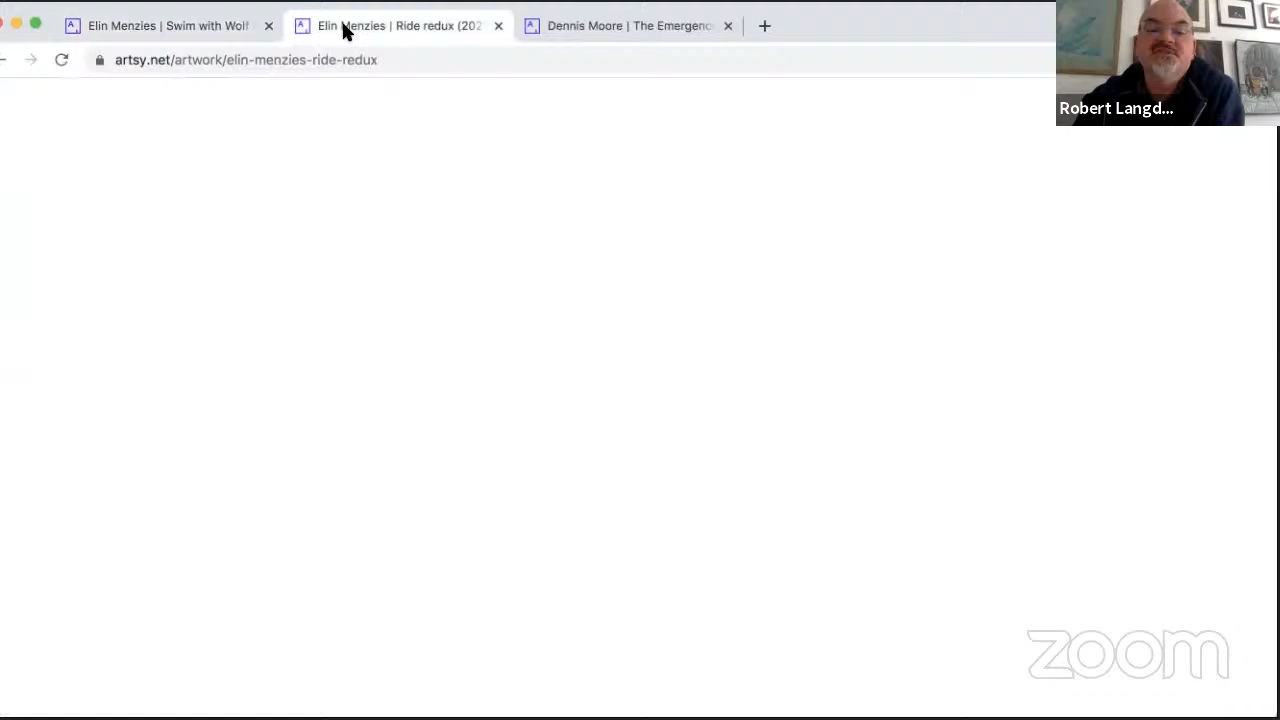 Elin Menzies | Swim with Wolf
Elin Menzies | Ride redux (202
Dennis Moore | The Emergenc
artsy.net/artwork/elin-menzies-ride-redux
Robert Langd...
zoom